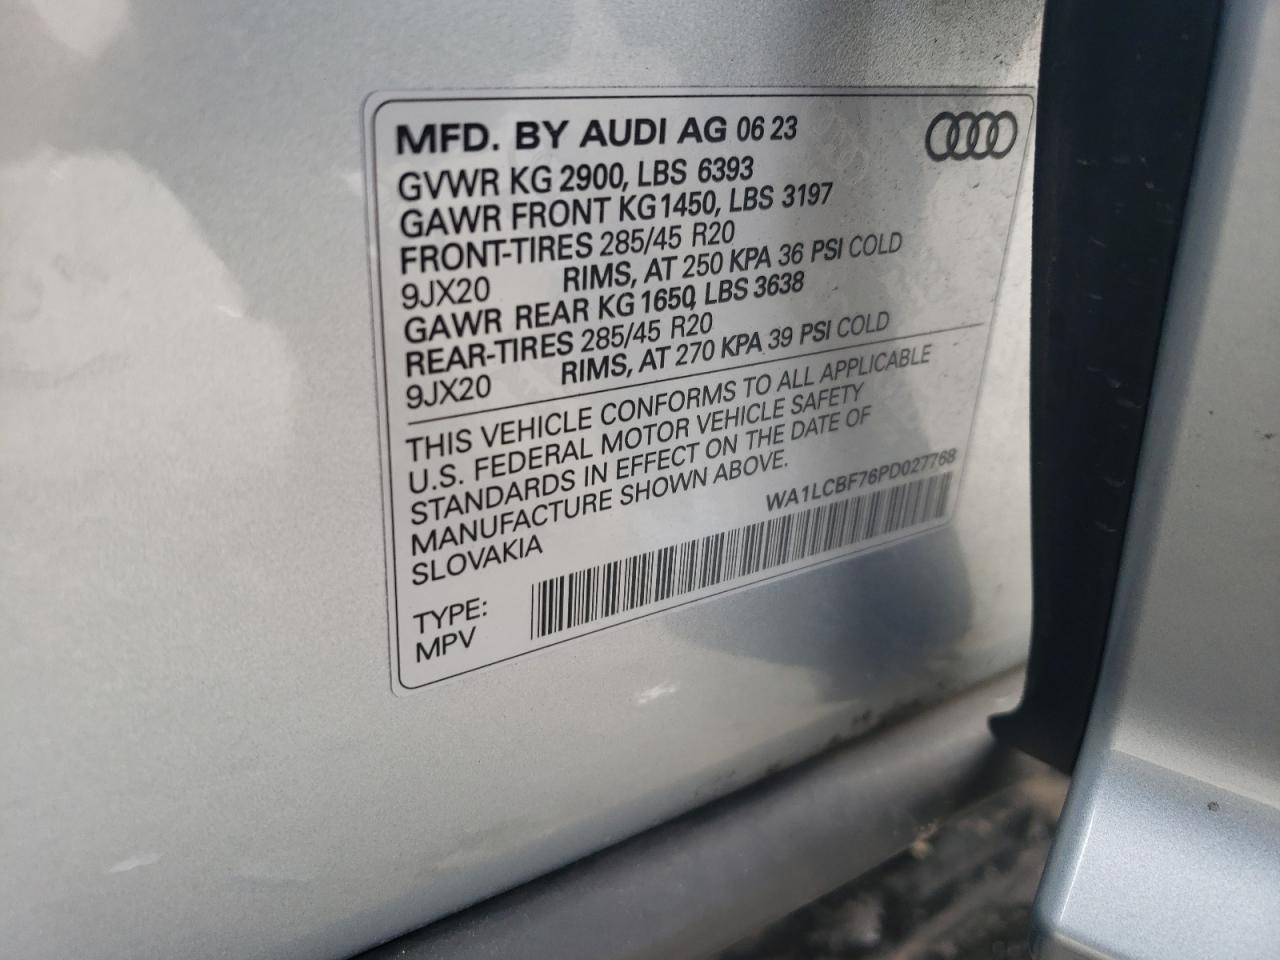 MFD. BY AUDI AG 06 23
GVWR KG 2900, LBS 6393
GAWR FRONT KG1450, LBS 3197
FRONT-TIRES 285/45 R20
9JX20 RIMS, AT 250 KPA 36 PSI COLD
GAWR REAR KG 1650, LBS 3638
REAR-TIRES 285/45 R20
9JX20 RIMS, AT 270 KPA 39 PSI COLD
THIS VEHICLE CONFORMS TO ALL APPLICABLE
U.S. FEDERAL MOTOR VEHICLE SAFETY
STANDARDS IN EFFECT ON THE DATE OF
MANUFACTURE SHOWN ABOVE.
SLOVAKIA
WA1LCBF76PD027768
TYPE:
MPV